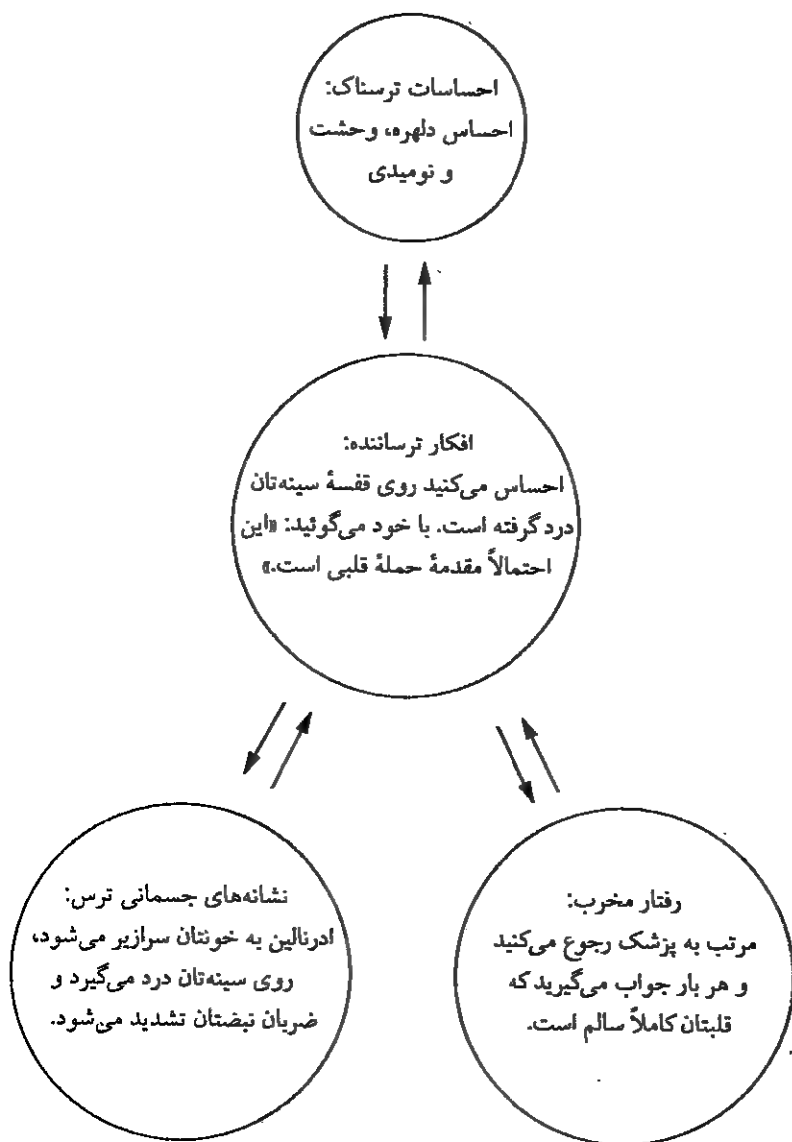 احساسات ترسناک:
احساس دلهره، وحشت
و نومیدی
افکار ترساننده:
احساس می‌کنید روی قفسهٔ سینه‌تان
درد گرفته است. با خود می‌گوئید: «این
احتمالاً مقدمهٔ حملهٔ قلبی است.»
نشانه‌های جسمانی ترس:
ادرنالین به خونتان سرازیر می‌شود،
روی سینه‌تان درد می‌گیرد و
ضربان نبضتان تشدید می‌شود.
رفتار مخرب:
مرتب به پزشک رجوع می‌کنید
و هر بار جواب می‌گیرید که
قلبتان کاملاً سالم است.